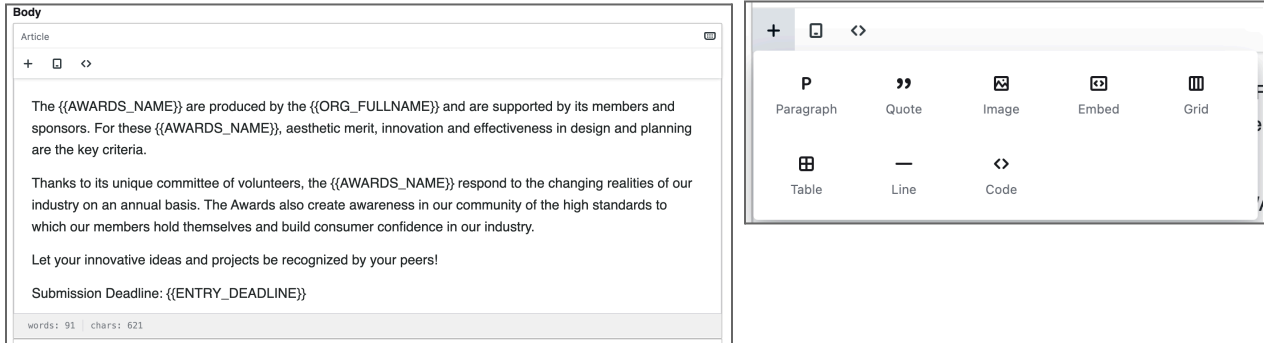 Body
Article
The {{AWARDS_NAME}} are produced by the {{ORG_FULLNAME}} and are supported by its members and
sponsors. For these {{AWARDS_NAME}}, aesthetic merit, innovation and effectiveness in design and planning
are the key criteria.
Thanks to its unique committee of volunteers, the {{AWARDS_NAME}} respond to the changing realities of our
industry on an annual basis. The Awards also create awareness in our community of the high standards to
which our members hold themselves and build consumer confidence in our industry.
Let your innovative ideas and projects be recognized by your peers!
Submission Deadline: {{ENTRY_DEADLINE}}
words: 91 | chars: 621
P
Paragraph Quote Image Embed Grid
Table Line Code